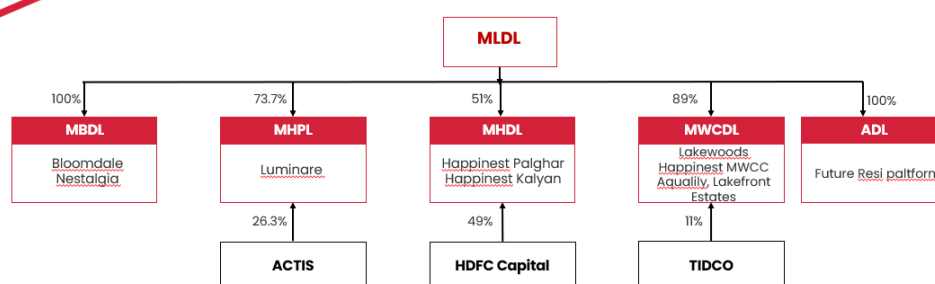 MLDL
100%
73.7%
51%
89%
100%
MBDL
MHPL
MHDL
MWCDL
ADL
Bloomdale
Nestalgia
Luminare
Happinest Palghar
Happinest Kalyan
Lakewoods
Happinest MWCC
Aqualily, Lakefront
Estates
Future Resi paltform
26.3%
49%
11%
ACTIS
HDFC Capital
TIDCO